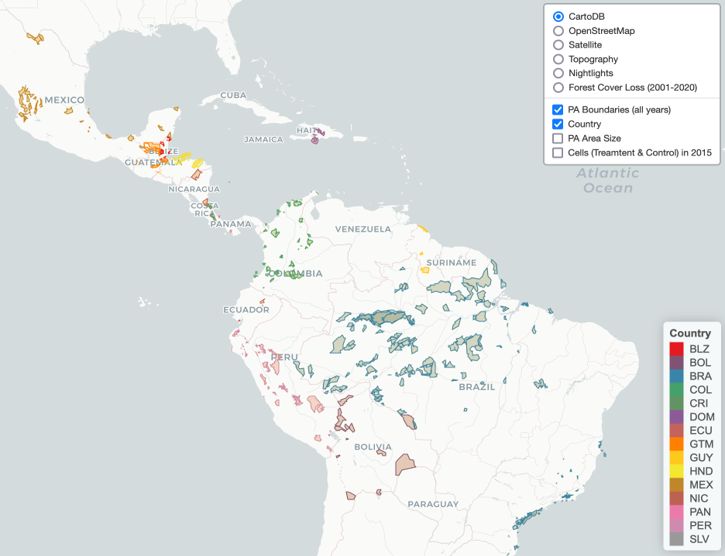 CartoDB
OpenStreetMap
Satellite
Topography
Nightlights
Forest Cover Loss (2001-2020)
PA Boundaries (all years)
Country
PA Area Size
Cells (Treamtent & Control) in 2015
MEXICO
CUBA
HAITI
JAMAICA
BELIZE
GUATEMALA
NICARAGUA
COSTA
RICA
PANAMA
Atlantic
Ocean
VENEZUELA
SURINAME
COLOMBIA
ECUADOR
PERU
BRAZIL
BOLIVIA
PARAGUAY
Country
BLZ
BOL
BRA
COL
CRI
DOM
ECU
GTM
GUY
HND
MEX
NIC
PAN
PER
SLV